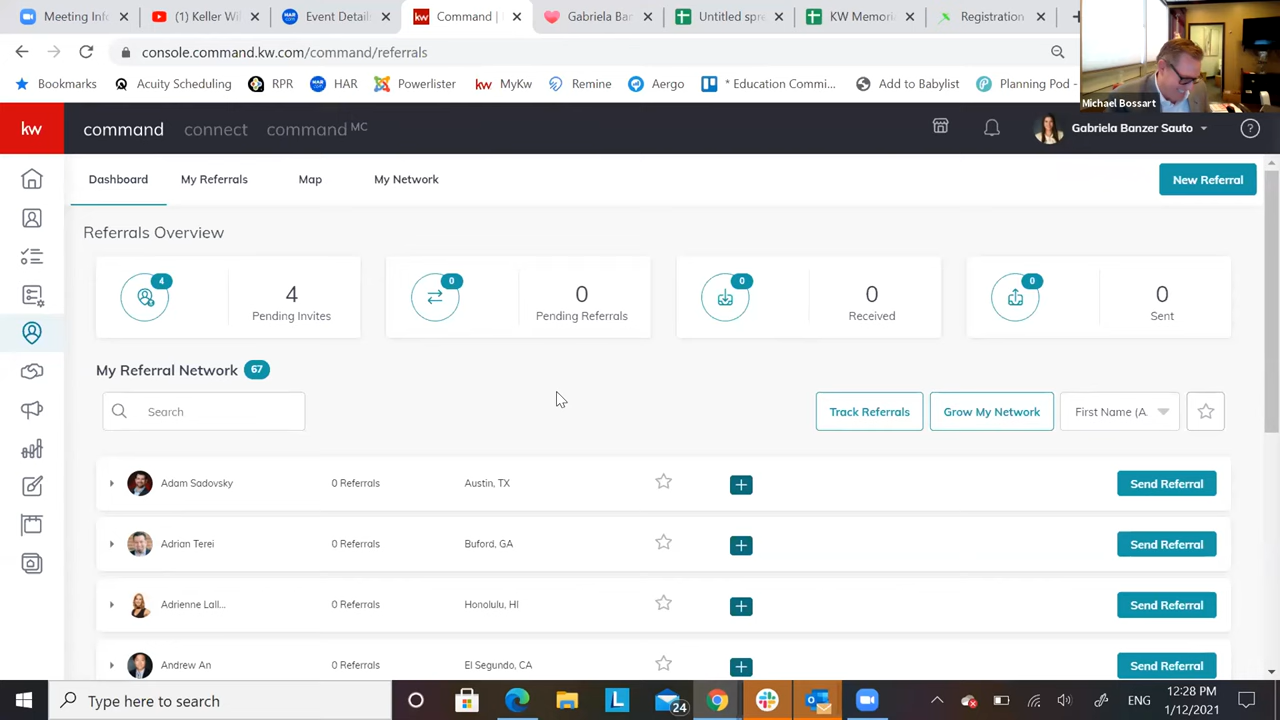 Meeting Inf
(1) Keller Wi
Event Detail
Command |
Gabriela Ban
Untitled spre
KW Memori
Registration
console.command.kw.com/command/referrals
Bookmarks
Acuity Scheduling
RPR
HAR
Powerlister
kw MyKw
Remine
Aergo
* Education Commi...
Add to Babylist
Planning Pod -
Michael Bossart
kw
command
connect
command MC
Gabriela Banzer Sauto
Dashboard
My Referrals
Map
My Network
New Referral
Referrals Overview
4
4
Pending Invites
0
0
Pending Referrals
0
0
Received
0
0
Sent
My Referral Network 67
Search
Track Referrals
Grow My Network
First Name (A.
Adam Sadovsky 0 Referrals Austin, TX Send Referral
Adrian Terei 0 Referrals Buford, GA Send Referral
Adrienne Lall... 0 Referrals Honolulu, HI Send Referral
Andrew An 0 Referrals El Segundo, CA Send Referral
Type here to search
24
ENG
12:28 PM
1/12/2021